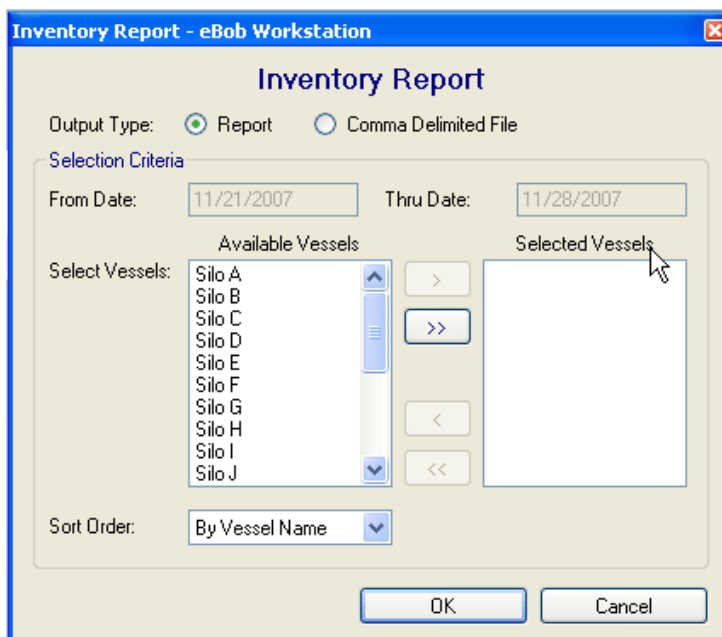 Inventory Report - eBob Workstation
Inventory Report
Output Type: Report Comma Delimited File
Selection Criteria
From Date: 11/21/2007 Thru Date: 11/28/2007
Available Vessels Selected Vessels
Select Vessels:
Silo A
Silo B
Silo C
Silo D
Silo E
Silo F
Silo G
Silo H
Silo I
Silo J
>
>>
<
<<
Sort Order: By Vessel Name
OK Cancel